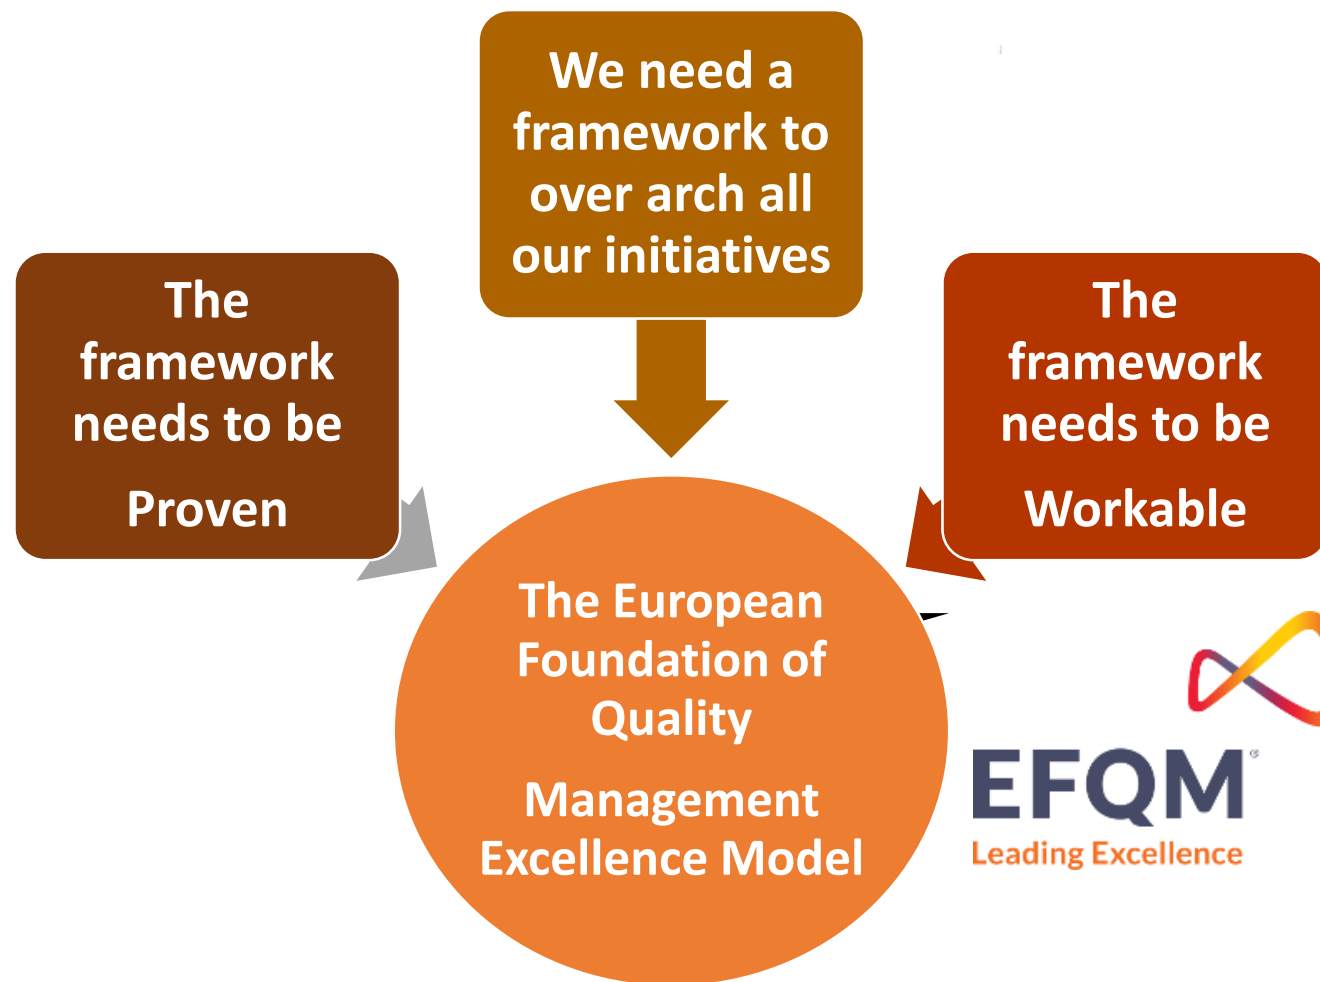 We need a
framework to
over arch all
our initiatives
The
framework
needs to be
Proven
The
framework
needs to be
Workable
The European
Foundation of
Quality
Management
Excellence Model
EFQM®
Leading Excellence